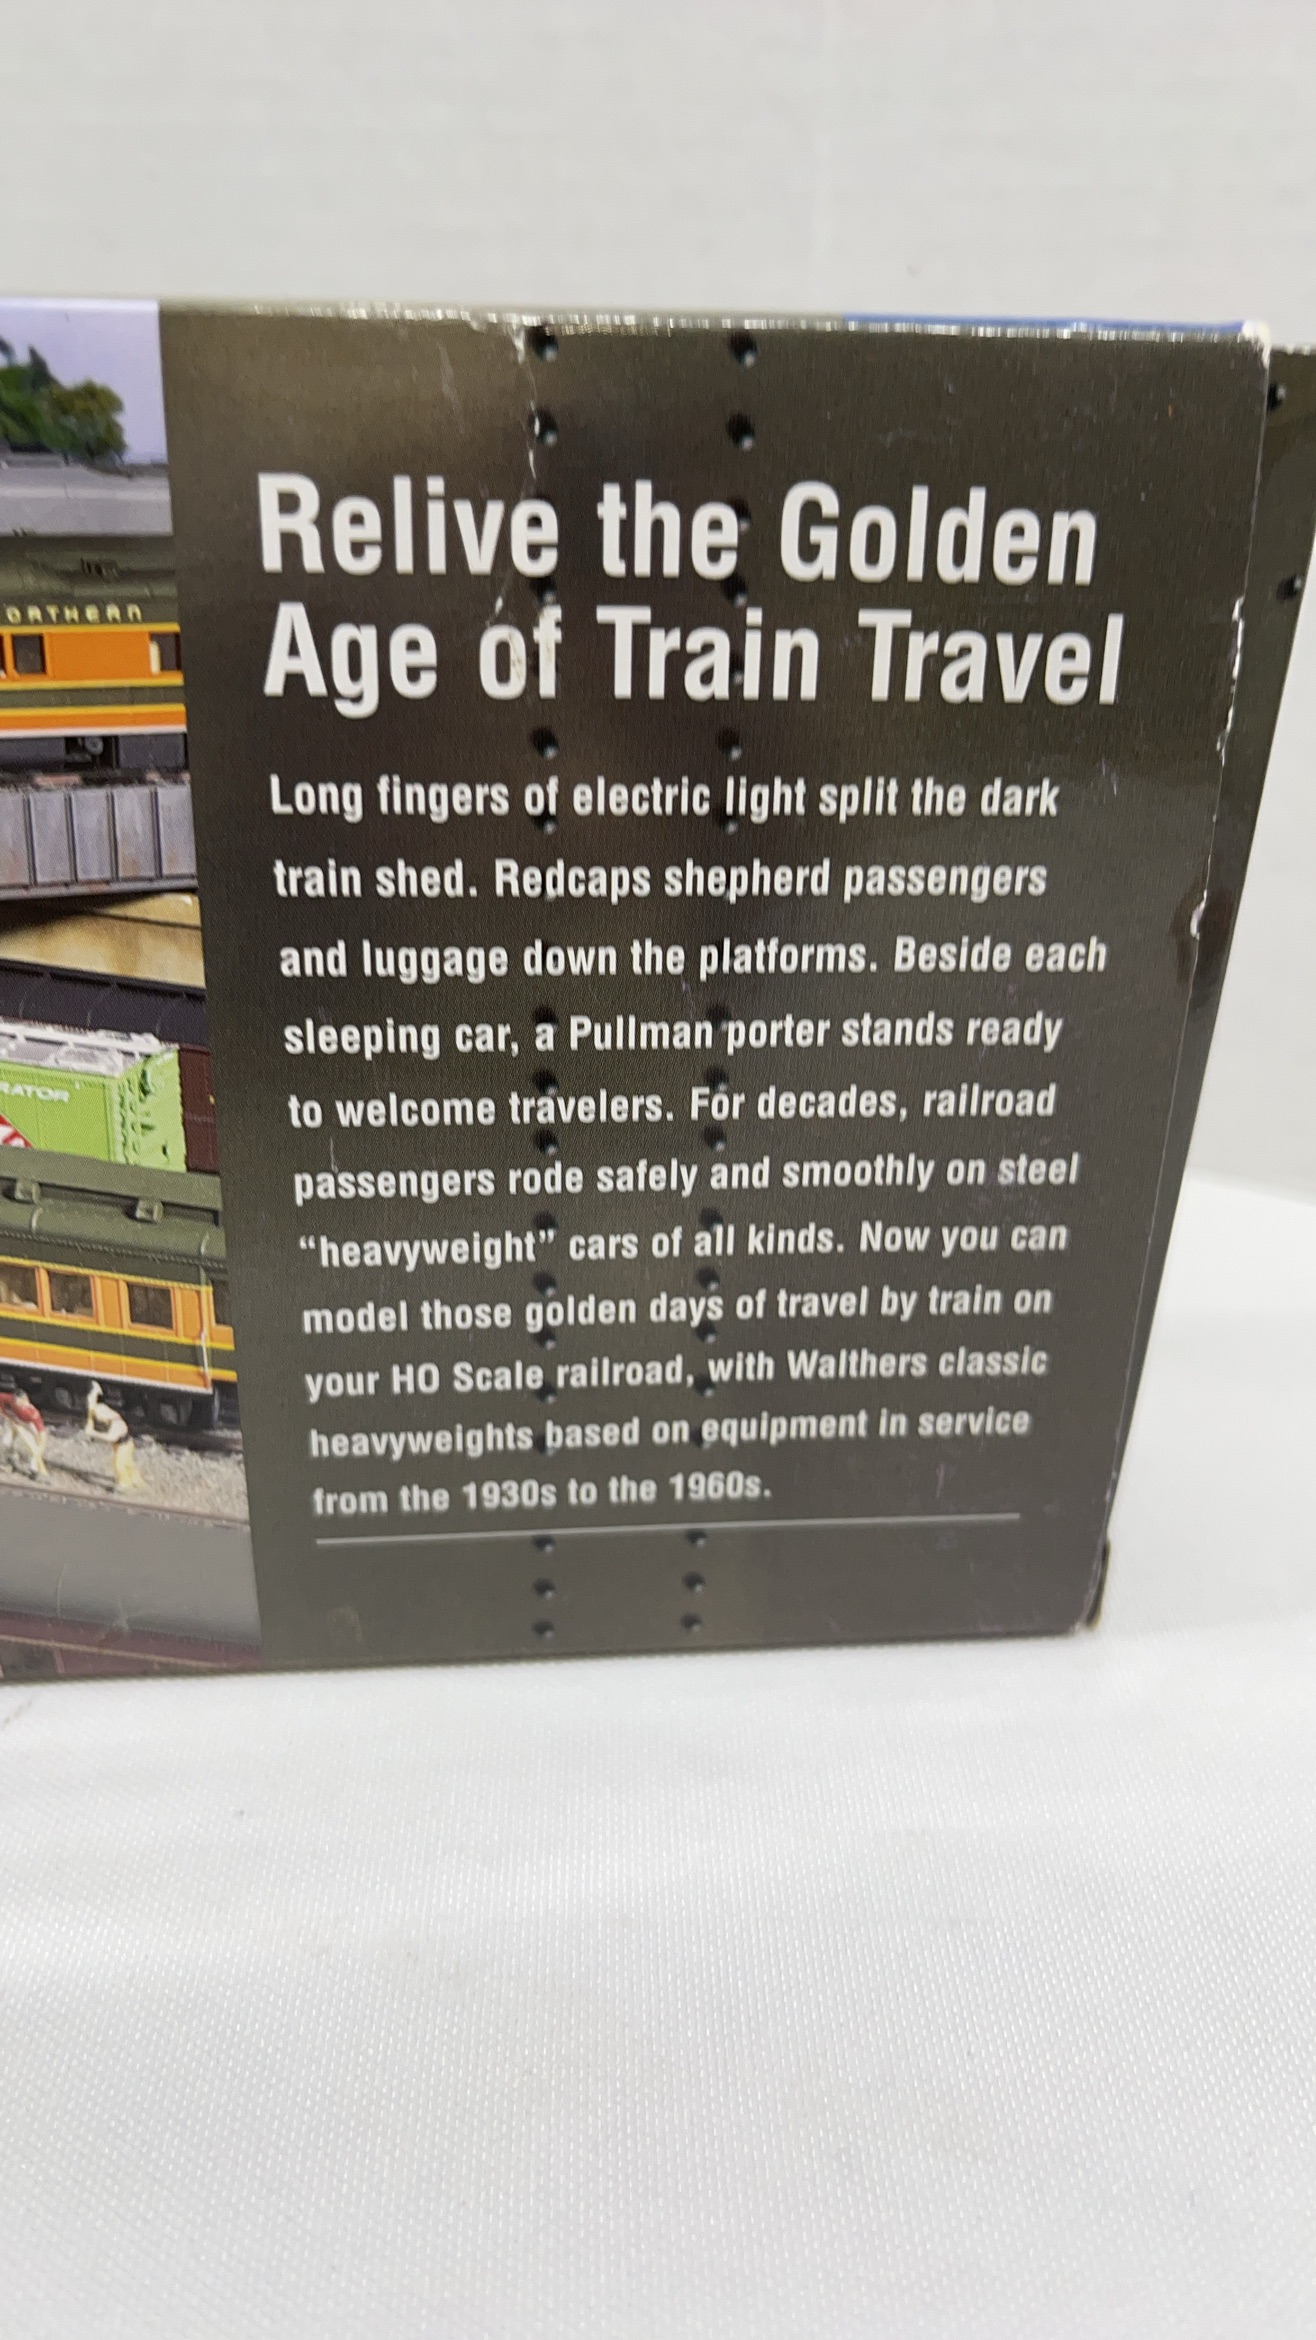 Relive the Golden
Age of Train Travel
Long fingers of electric light split the dark
train shed. Redcaps shepherd passengers
and luggage down the platforms. Beside each
sleeping car, a Pullman porter stands ready
to welcome travelers. For decades, railroad
passengers rode safely and smoothly on steel
“heavyweight” cars of all kinds. Now you can
model those golden days of travel by train on
your HO Scale railroad, with Walthers classic
heavyweights based on equipment in service
from the 1930s to the 1960s.
ORTHERN
RATOR